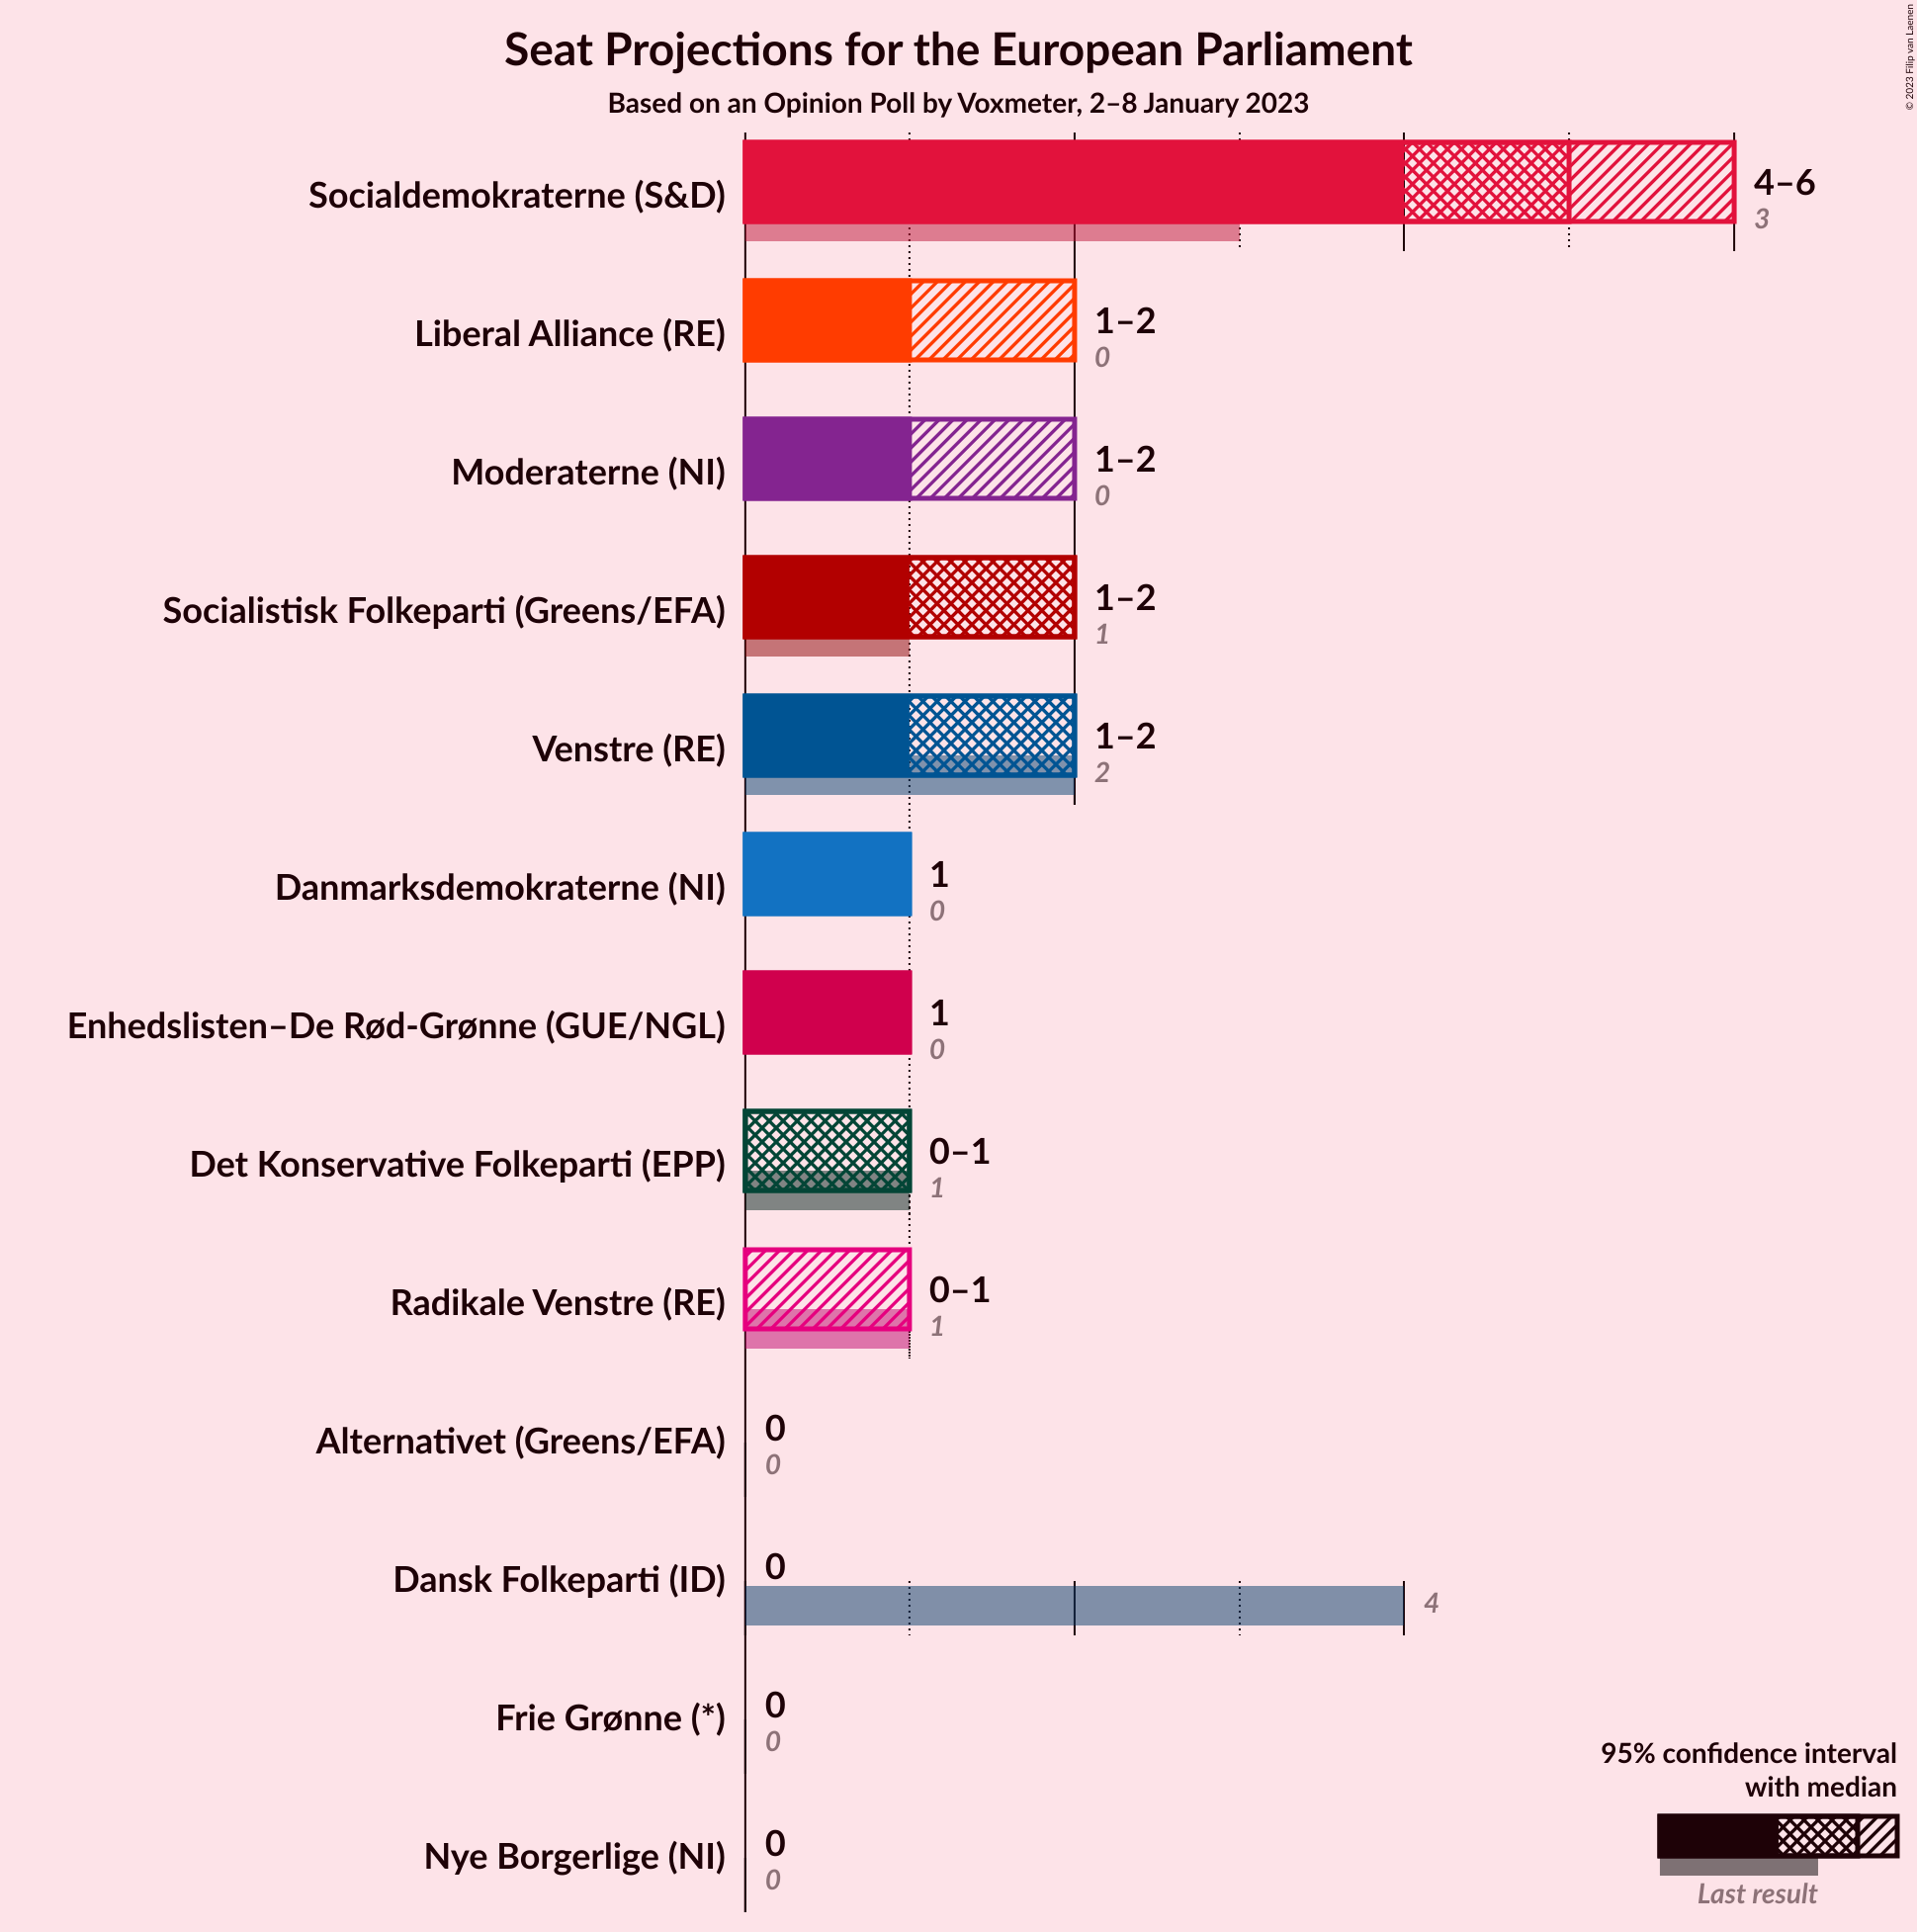 Seat Projections for the European Parliament
Based on an Opinion Poll by Voxmeter, 2–8 January 2023
© 2023 Filip van Laenen
Socialdemokraterne (S&D)
4–6
3
Liberal Alliance (RE)
1–2
0
Moderaterne (NI)
1–2
0
Socialistisk Folkeparti (Greens/EFA)
1–2
1
Venstre (RE)
1–2
2
Danmarksdemokraterne (NI)
1
0
Enhedslisten–De Rød-Grønne (GUE/NGL)
1
0
Det Konservative Folkeparti (EPP)
0–1
1
Radikale Venstre (RE)
0–1
1
Alternativet (Greens/EFA)
0
0
Dansk Folkeparti (ID)
0
4
Frie Grønne (*)
0
0
Nye Borgerlige (NI)
0
0
95% confidence interval
with median
Last result